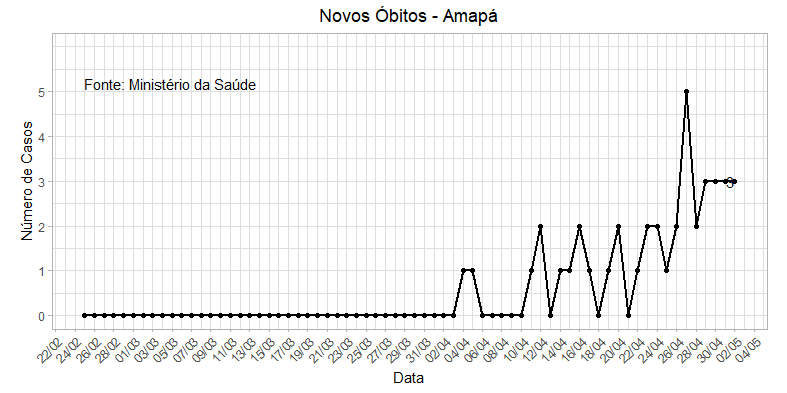 Novos Óbitos - Amapá
Fonte: Ministério da Saúde
Número de Casos
5
4
3
2
1
0
3
22/02 24/02 26/02 28/02 01/03 03/03 05/03 07/03 09/03 11/03 13/03 15/03 17/03 19/03 21/03 23/03 25/03 27/03 29/03 31/03 02/04 04/04 06/04 08/04 10/04 12/04 14/04 16/04 18/04 20/04 22/04 24/04 26/04 28/04 30/04 02/05 04/05
Data